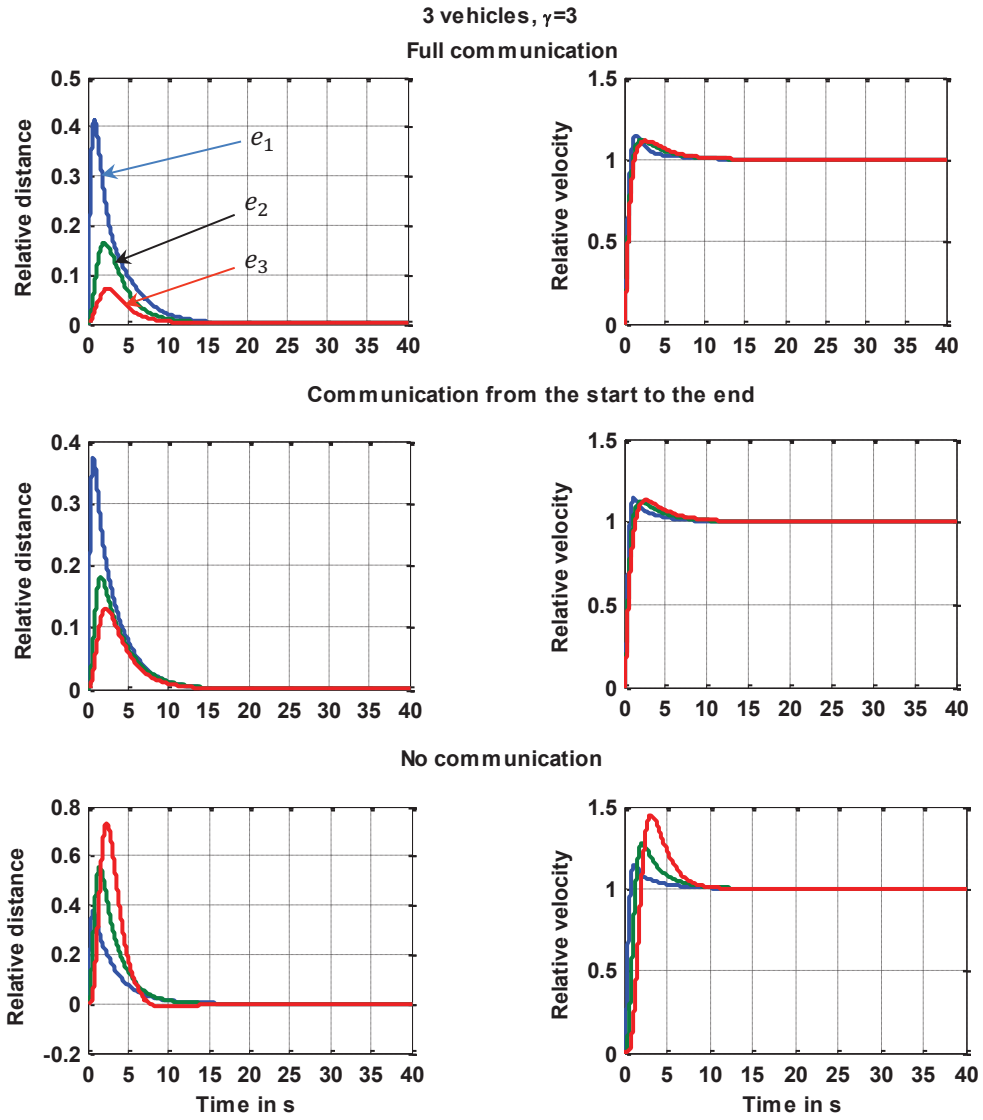 3 vehicles, γ=3
Full communication
Relative distance
0.5
0.4
0.3
0.2
0.1
0
0 5 10 15 20 25 30 35 40
e1
e2
e3
Relative velocity
1.5
1
0.5
0
0 5 10 15 20 25 30 35 40
Communication from the start to the end
Relative distance
0.4
0.3
0.2
0.1
0
0 5 10 15 20 25 30 35 40
Relative velocity
1.5
1
0.5
0
0 5 10 15 20 25 30 35 40
No communication
Relative distance
0.8
0.6
0.4
0.2
0
-0.2
0 5 10 15 20 25 30 35 40
Time in s
Relative velocity
1.5
1
0.5
0
0 5 10 15 20 25 30 35 40
Time in s